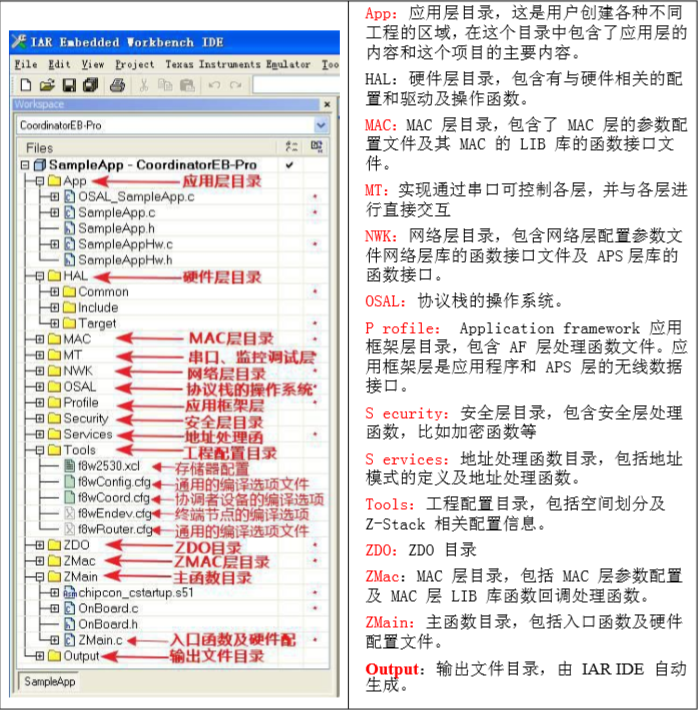 IAR Embedded Workbench IDE
File Edit View Project Texas Instruments Emulator Too
Workspace
CoordinatorEB-Pro
Files
SampleApp - CoordinatorEB-Pro
App 应用层目录
OSAL_SampleApp.c
SampleApp.c
SampleApp.h
SampleAppHw.c
SampleAppHw.h
HAL 硬件层目录
Common
Include
Target
MAC MAC层目录
MT 串口、监控调试层
NWK 网络层目录
OSAL 协议栈的操作系统
Profile 应用框架层
Security 安全层目录
Services 地址处理函
Tools 工程配置目录
f8w2530.xcl 存储器配置
f8wConfig.cfg 通用的编译选项文件
f8wCoord.cfg 协调者设备的编译选项
f8wEndev.cfg 终端节点的编译选项
f8wRouter.cfg 通用的编译选项文件
ZDO ZDO目录
ZMac ZMAC层目录
ZMain 主函数目录
chipcon_cstartup.s51
OnBoard.c
OnBoard.h
ZMain.c 入口函数及硬件配
Output 输出文件目录
SampleApp
App：应用层目录，这是用户创建各种不同
工程的区域，在这个目录中包含了应用层的
内容和这个项目的主要内容。
HAL：硬件层目录，包含有与硬件相关的配
置和驱动及操作函数。
MAC：MAC 层目录，包含了 MAC 层的参数配
置文件及其 MAC 的 LIB 库的函数接口文
件。
MT：实现通过串口可控制各层，并与各层进
行直接交互
NWK：网络层目录，包含网络层配置参数文
件网络层库的函数接口文件及 APS 层库的
函数接口。
OSAL：协议栈的操作系统。
P rofile： Application framework 应用
框架层目录，包含 AF 层处理函数文件。应
用框架层是应用程序和 APS 层的无线数据
接口。
S ecurity：安全层目录，包含安全层处理
函数，比如加密函数等
S ervices：地址处理函数目录，包括地址
模式的定义及地址处理函数。
Tools：工程配置目录，包括空间划分及
Z-Stack 相关配置信息。
ZDO：ZDO 目录
ZMac：MAC 层目录，包括 MAC 层参数配置
及 MAC 层 LIB 库函数回调处理函数。
ZMain：主函数目录，包括入口函数及硬件
配置文件。
Output：输出文件目录，由 IAR IDE 自动
生成。